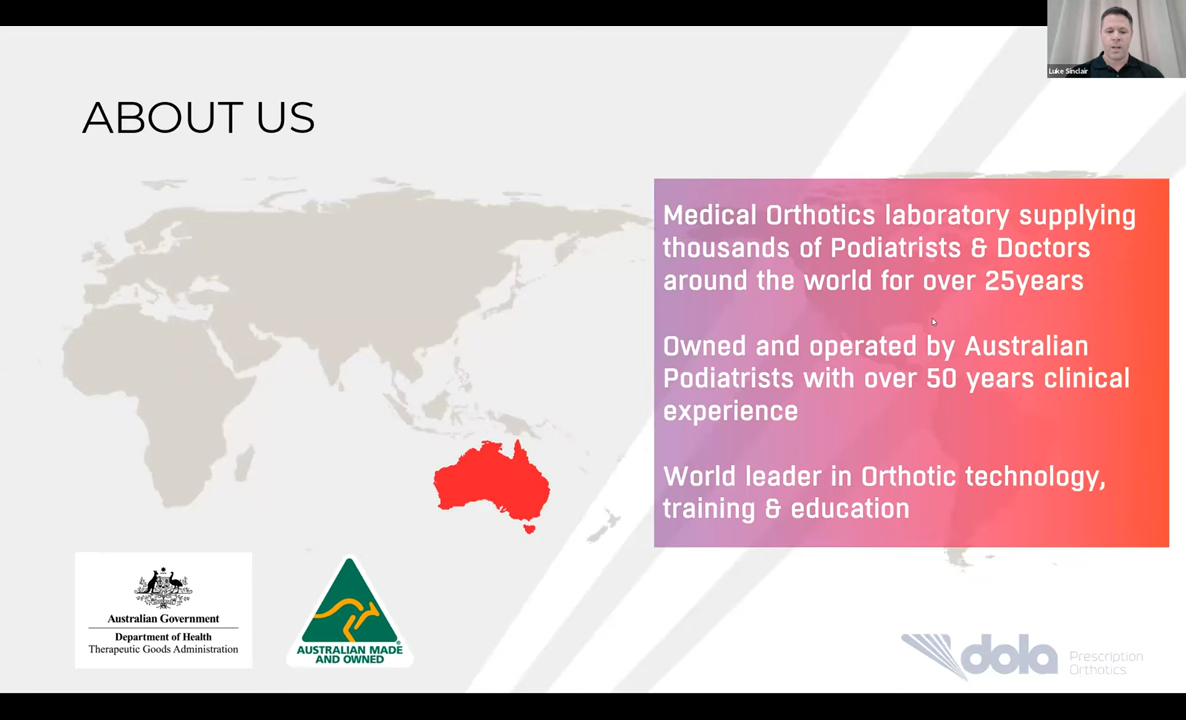 Luke Sinclair
ABOUT US
Medical Orthotics laboratory supplying
thousands of Podiatrists & Doctors
around the world for over 25years
Owned and operated by Australian
Podiatrists with over 50 years clinical
experience
World leader in Orthotic technology,
training & education
Australian Government
Department of Health
Therapeutic Goods Administration
AUSTRALIAN MADE
AND OWNED
®
dola
Prescription
Orthotics